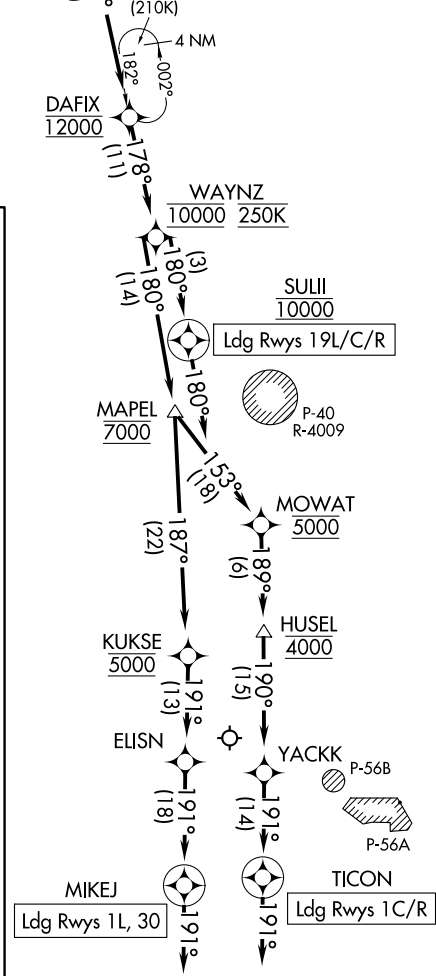 (210K)
4 NM
182°
002°
DAFIX
12000
178°
(11)
WAYNZ
10000 250K
180°
(14)
180°
(3)
SULII
10000
Ldg Rwys 19L/C/R
180°
P-40
R-4009
MAPEL
7000
153°
(18)
MOWAT
5000
187°
(22)
189°
(6)
HUSEL
4000
KUKSE
5000
191°
(13)
190°
(15)
ELISN
YACKK
P-56B
P-56A
191°
(18)
191°
(14)
MIKEJ
Ldg Rwys 1L, 30
191°
TICON
Ldg Rwys 1C/R
191°